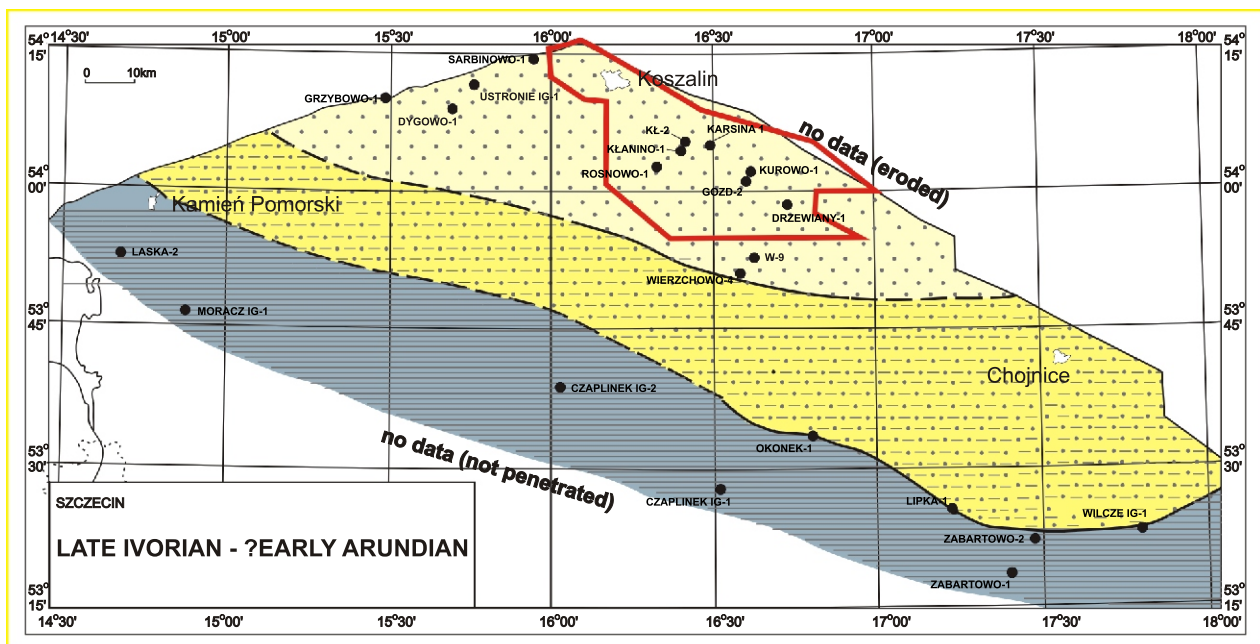 54° 14°30' 15°00' 15°30' 16°00' 16°30' 17°00' 17°30' 18°00' 54°
15' 15'
0 10km
SARBINOWO-1
Koszalin
USTRONIE IG-1
GRZYBOWO-1
DYGOWO-1
KŁ-2
KARSINA 1
no data (eroded)
KŁANINO-1
ROSNOWO-1
KUROWO-1
54° 54°
00' 00'
GOZD-2
Kamień Pomorski
DRZEWIANY-1
LASKA-2
W-9
WIERZCHOWO-4
53° 53°
45' 45'
MORACZ IG-1
Chojnice
CZAPLINEK IG-2
no data (not penetrated)
OKONEK-1
53° 53°
30' 30'
CZAPLINEK IG-1
LIPKA-1
WILCZE IG-1
SZCZECIN
ZABARTOWO-2
LATE IVORIAN - ?EARLY ARUNDIAN
ZABARTOWO-1
53° 53°
15' 15'
14°30' 15°00' 15°30' 16°00' 16°30' 17°00' 17°30' 18°00'